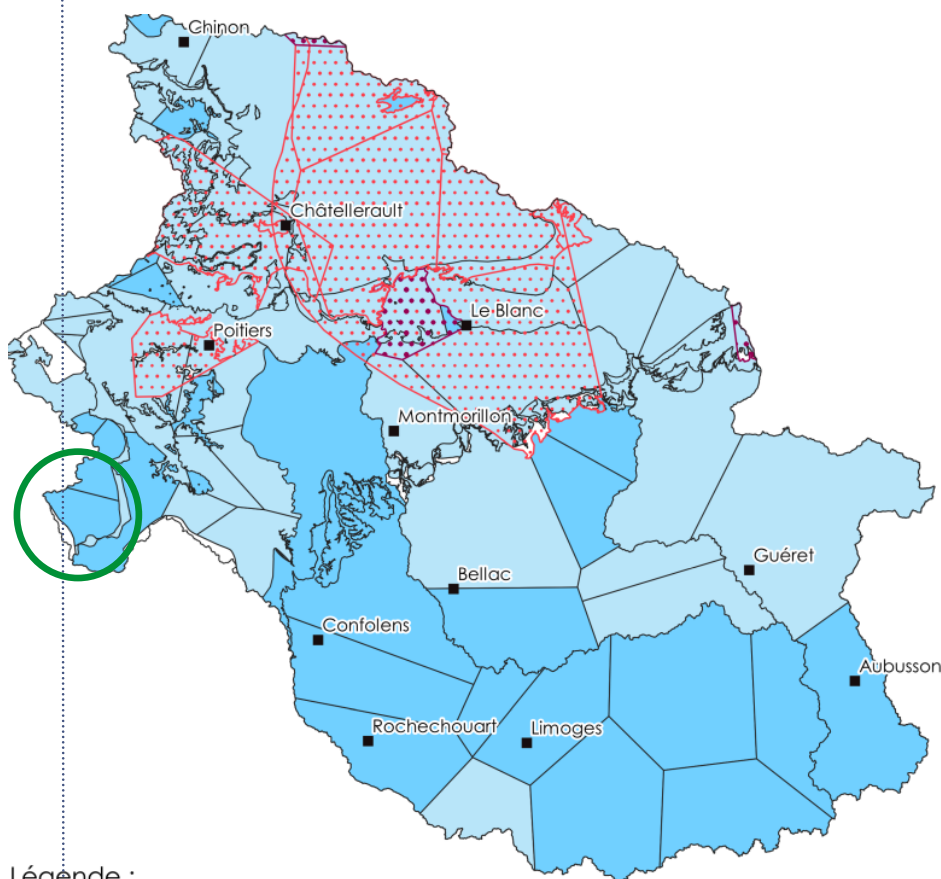 Chinon
Châtellerault
Le Blanc
Poitiers
Montmorillon
Guéret
Bellac
Confolens
Aubusson
Rochechouart
Limoges
Légende :